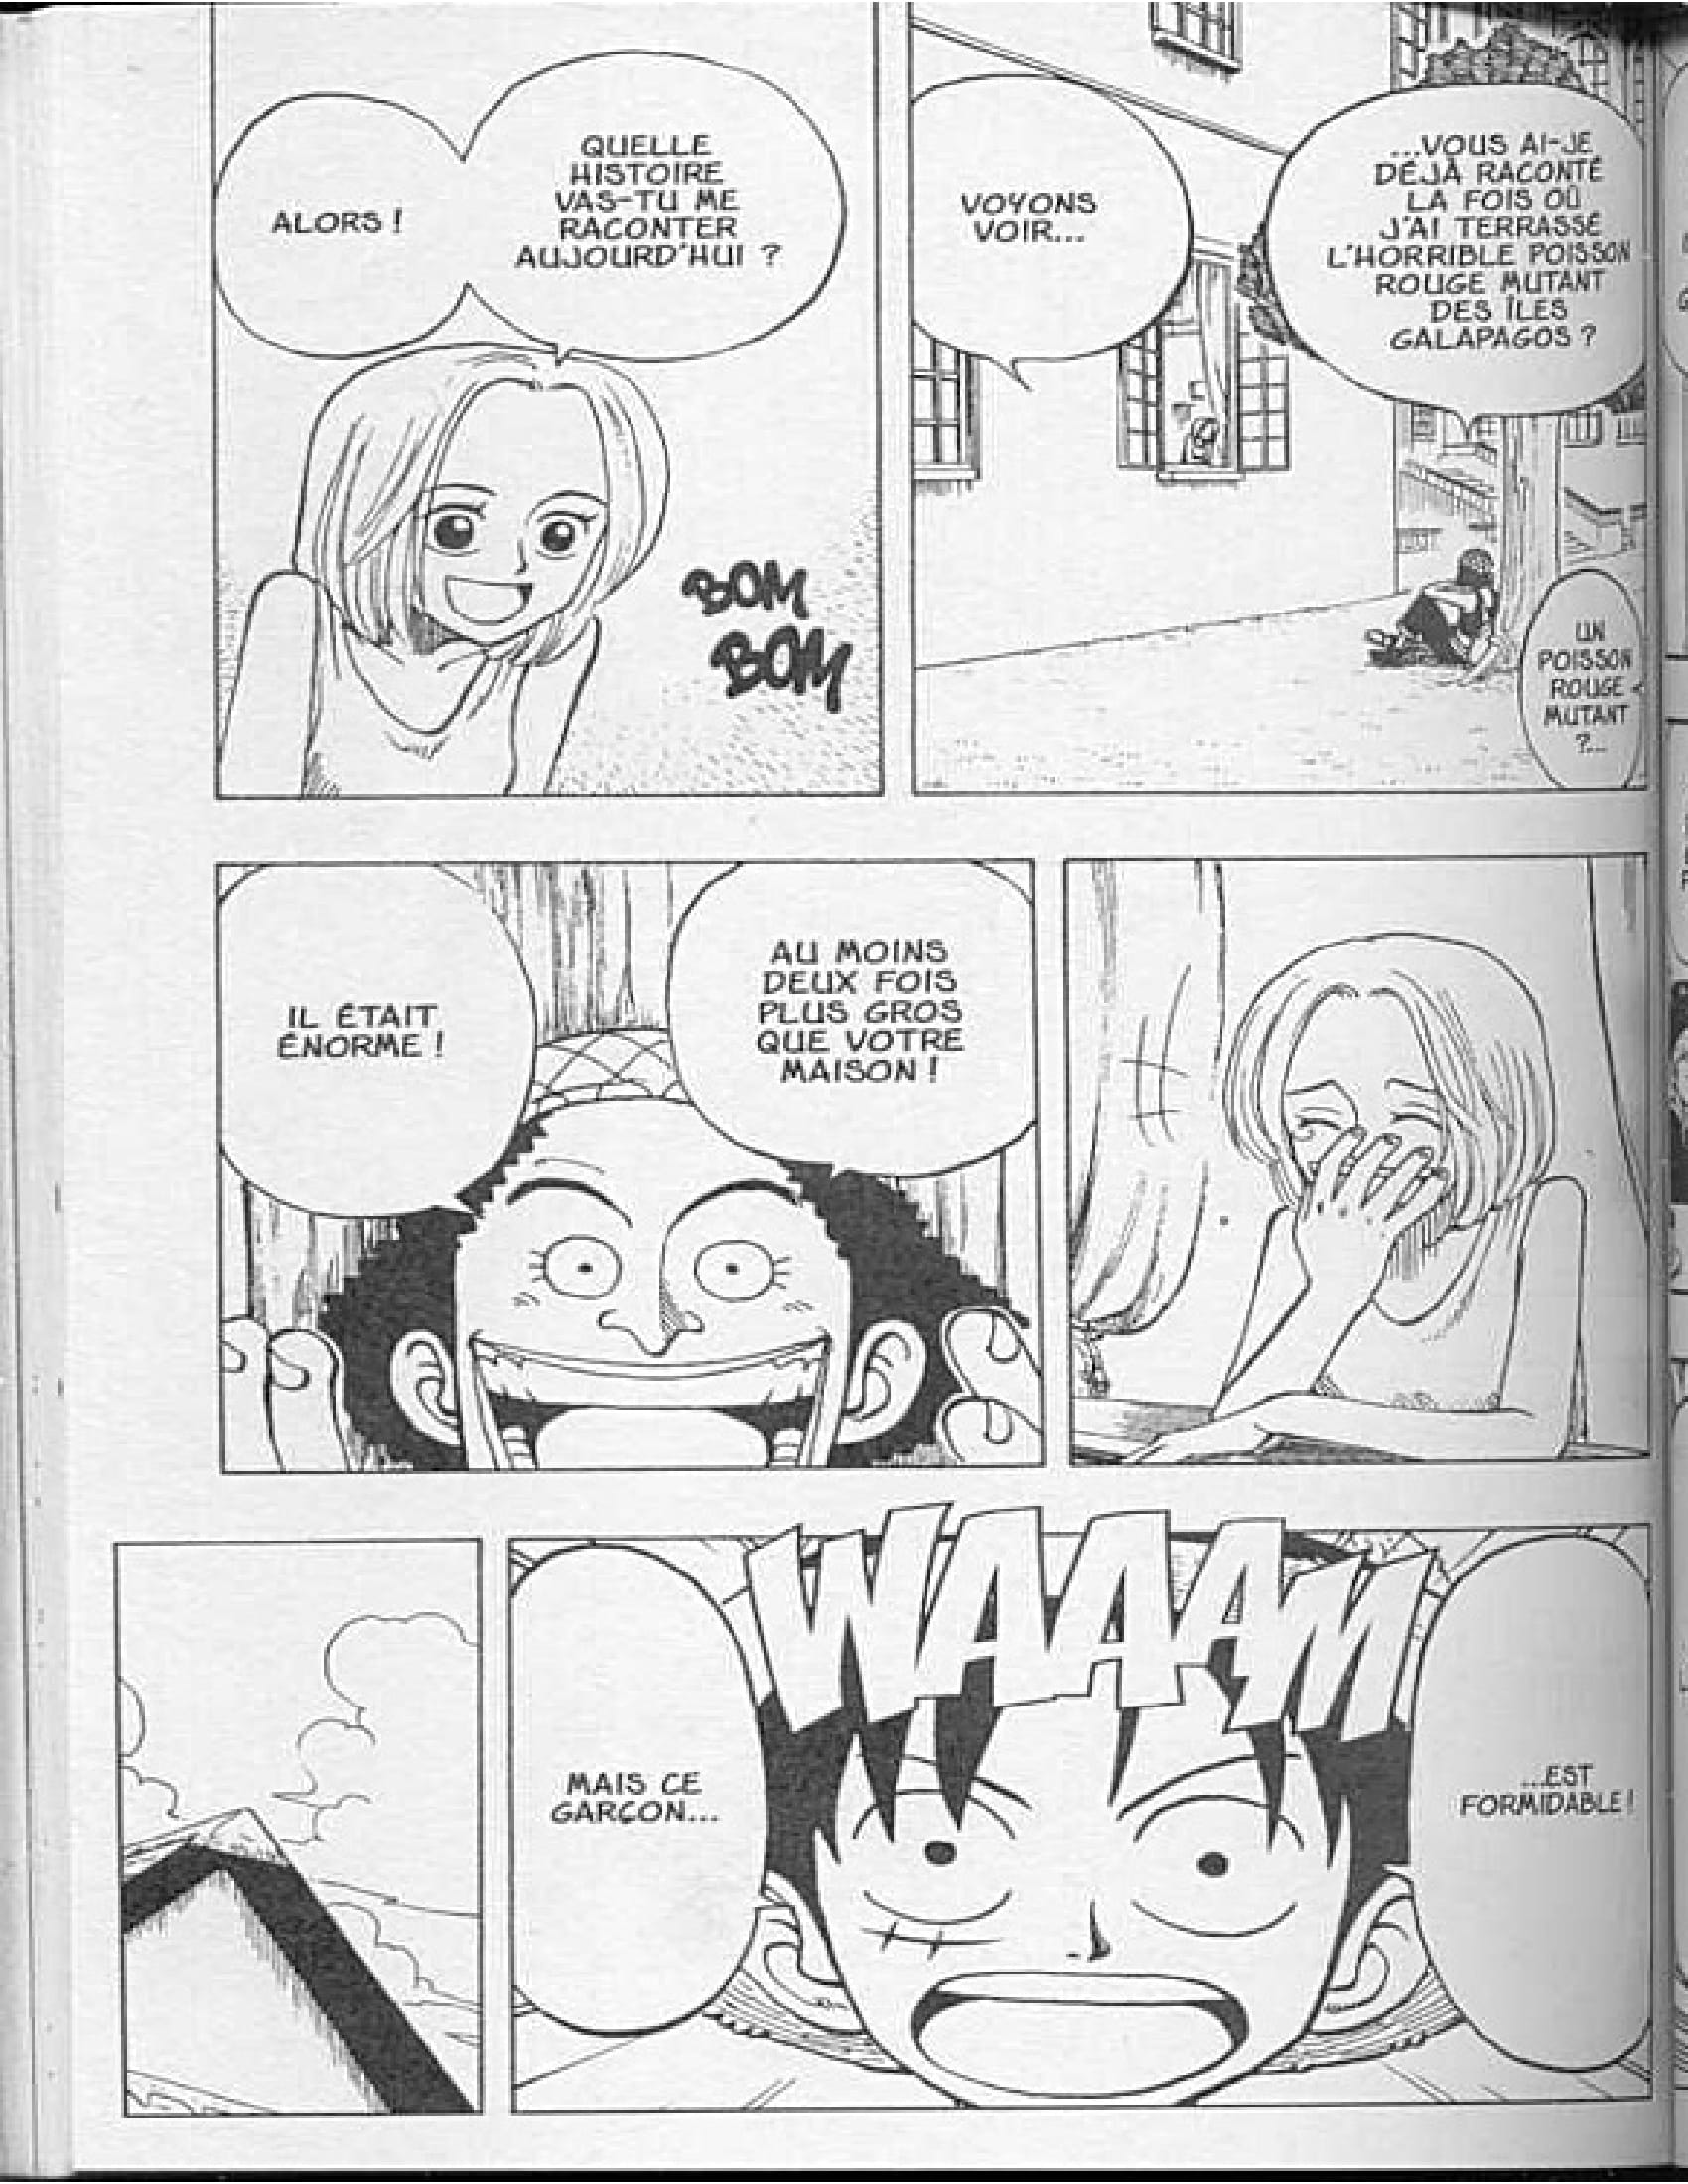 ALORS !
QUELLE
HISTOIRE
VAS-TU ME
RACONTER
AUJOURD'HUI ?
BOM
BOM
VOYONS
VOIR...
...VOUS AI-JE
DÉJÀ RACONTÉ
LA FOIS OÙ
J'AI TERRASSÉ
L'HORRIBLE POISSON
ROUGE MUTANT
DES ÎLES
GALAPAGOS ?
UN
POISSON
ROUGE
MUTANT
?...
IL ÉTAIT
ÉNORME !
AU MOINS
DEUX FOIS
PLUS GROS
QUE VOTRE
MAISON !
WAAAM
MAIS CE
GARÇON...
...EST
FORMIDABLE !